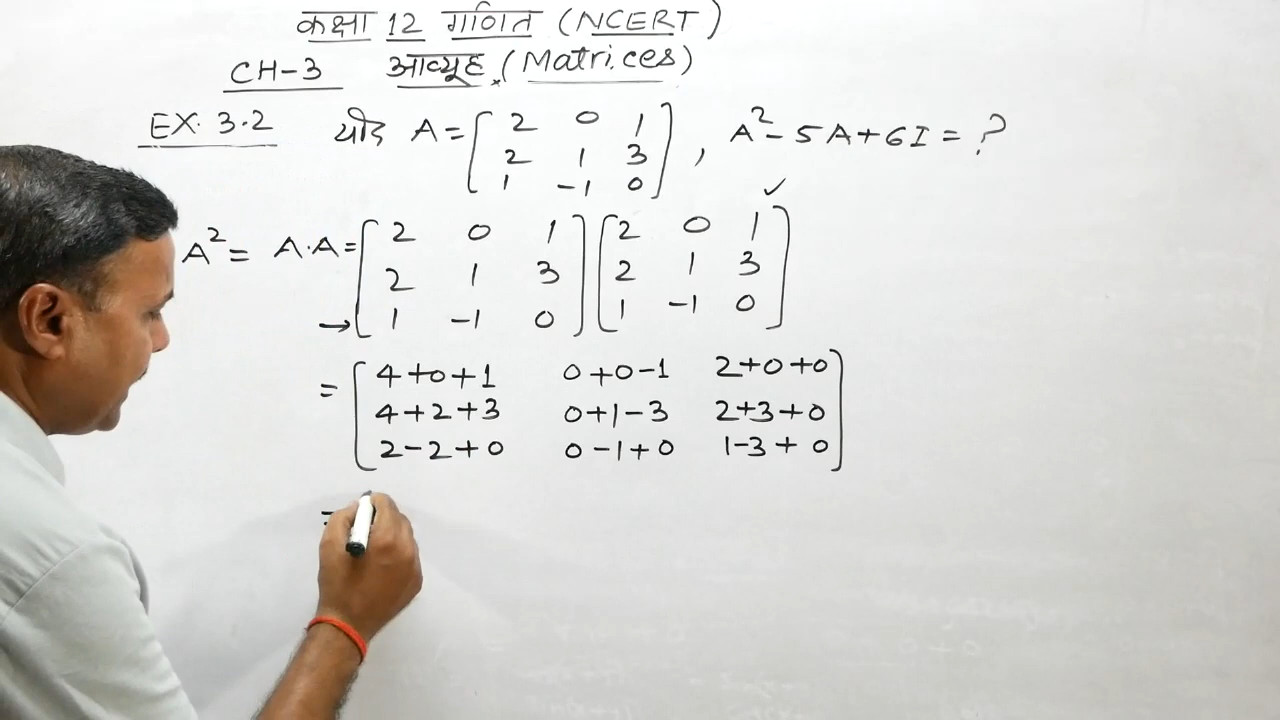 कक्षा 12 गणित (NCERT)
CH-3 आव्यूह (Matrices)
EX. 3.2 यदि A = [ 2 0 1
2 1 3
1 -1 0 ] , A² - 5A + 6I = ?
A² = A.A = [ 2 0 1 ] [ 2 0 1 ] ✓
2 1 3 2 1 3
→ 1 -1 0 1 -1 0
= [ 4+0+1 0+0-1 2+0+0
4+2+3 0+1-3 2+3+0
2-2+0 0-1+0 1-3+0 ]
=